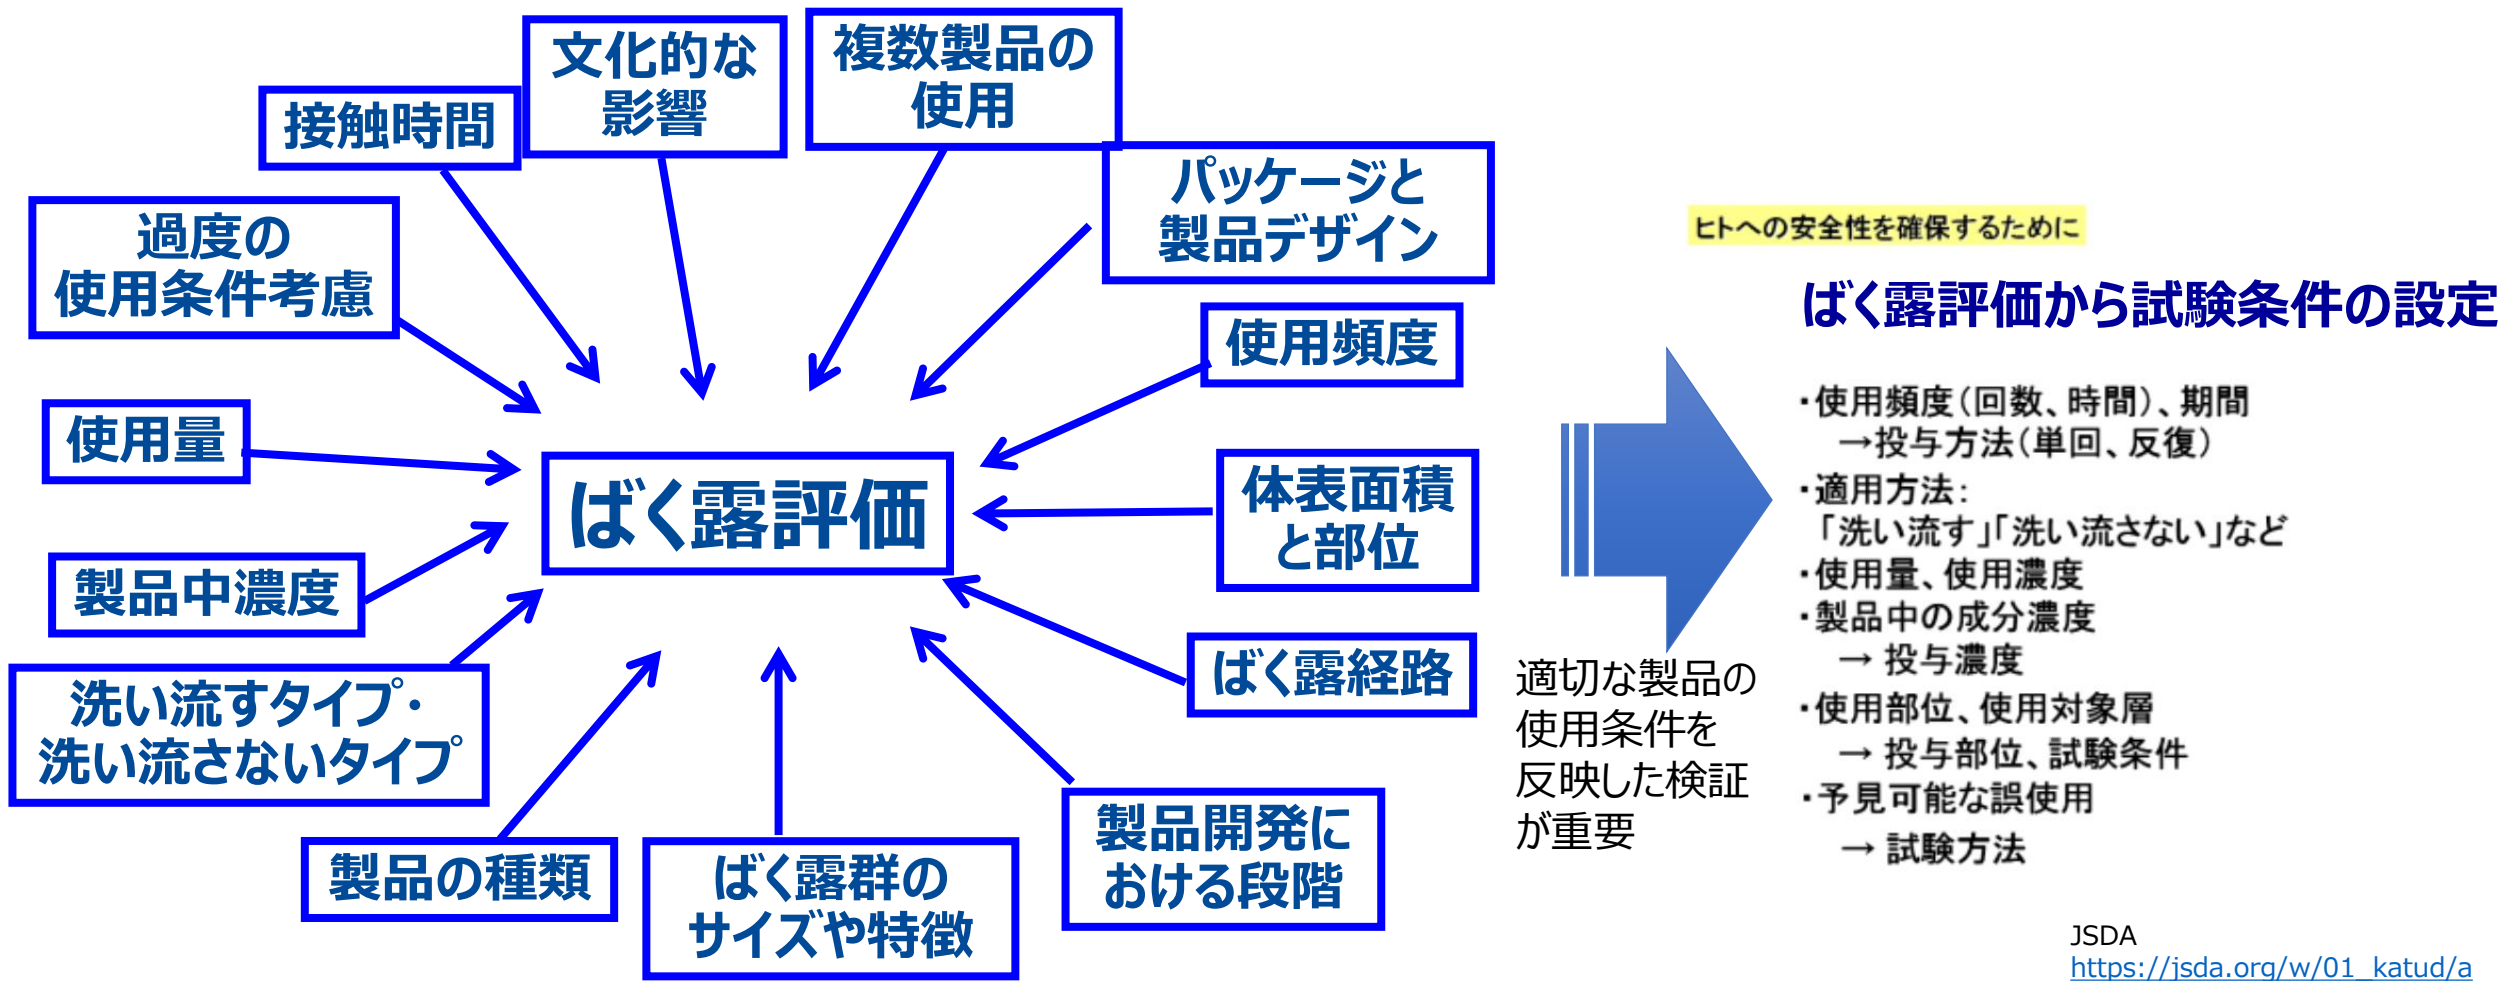 複数製品の
使用
文化的な
影響
接触時間
パッケージと
製品デザイン
過度の
使用条件考慮
使用頻度
使用量
ばく露評価
体表面積
と部位
製品中濃度
ばく露経路
洗い流すタイプ・
洗い流さないタイプ
製品の種類
ばく露群の
サイズや特徴
製品開発に
おける段階
適切な製品の
使用条件を
反映した検証
が重要
ヒトへの安全性を確保するために
ばく露評価から試験条件の設定
・使用頻度(回数、時間)、期間
→投与方法(単回、反復)
・適用方法:
「洗い流す」「洗い流さない」など
・使用量、使用濃度
・製品中の成分濃度
→ 投与濃度
・使用部位、使用対象層
→ 投与部位、試験条件
・予見可能な誤使用
→ 試験方法
JSDA
https://jsda.org/w/01_katud/a